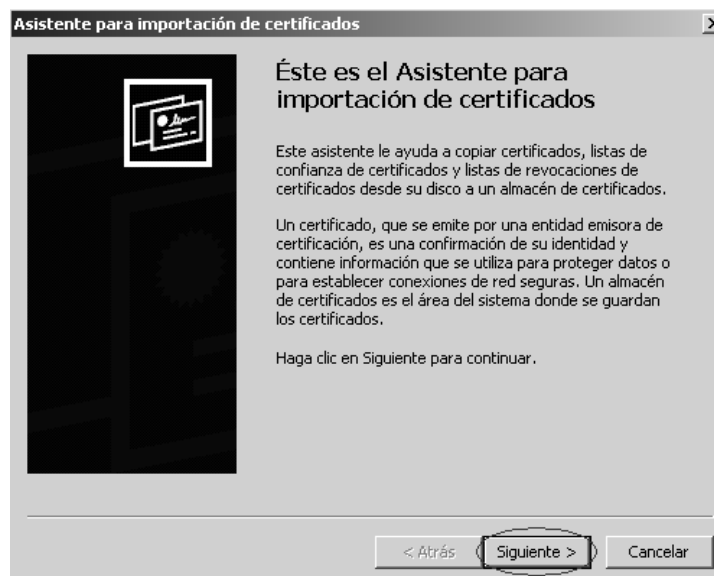 Asistente para importación de certificados
Éste es el Asistente para
importación de certificados
Este asistente le ayuda a copiar certificados, listas de
confianza de certificados y listas de revocaciones de
certificados desde su disco a un almacén de certificados.
Un certificado, que se emite por una entidad emisora de
certificación, es una confirmación de su identidad y
contiene información que se utiliza para proteger datos o
para establecer conexiones de red seguras. Un almacén
de certificados es el área del sistema donde se guardan
los certificados.
Haga clic en Siguiente para continuar.
< Atrás Siguiente > Cancelar